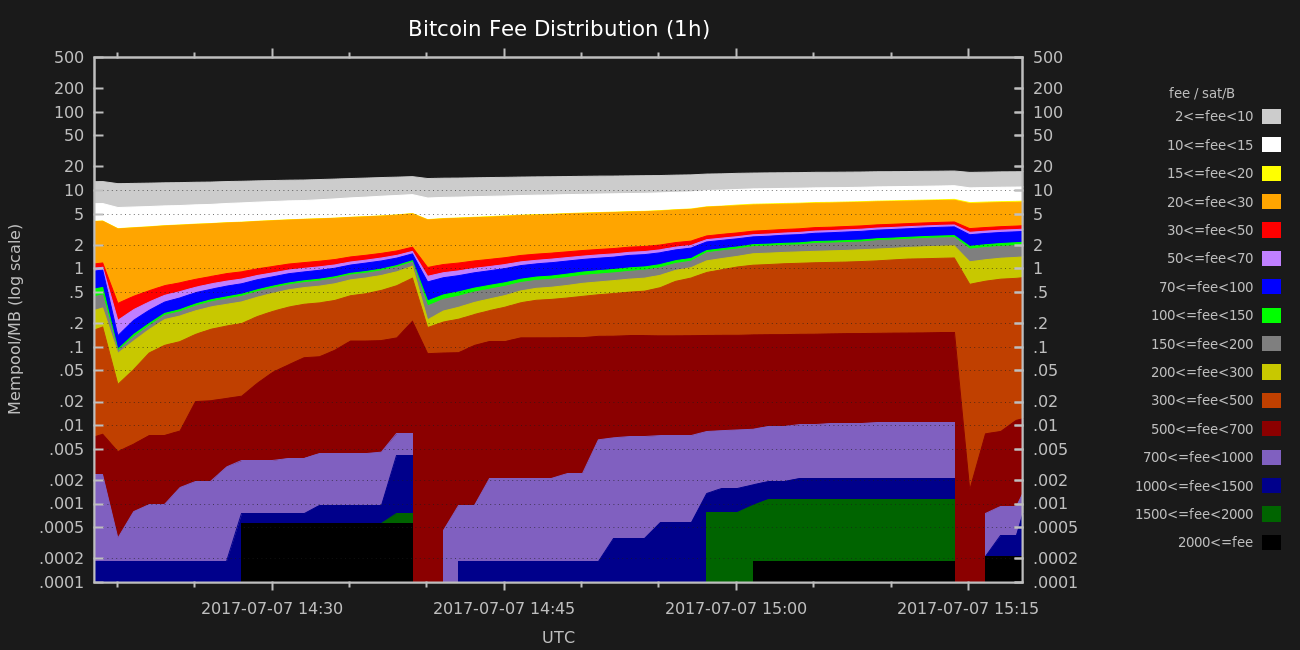 Bitcoin Fee Distribution (1h)
500
200
100
50
20
10
5
2
1
.5
.2
.1
.05
.02
.01
.005
.002
.001
.0005
.0002
.0001
Mempool/MB (log scale)
500
200
100
50
20
10
5
2
1
.5
.2
.1
.05
.02
.01
.005
.002
.001
.0005
.0002
.0001
2017-07-07 14:30
2017-07-07 14:45
2017-07-07 15:00
2017-07-07 15:15
UTC
fee / sat/B
2<=fee<10
10<=fee<15
15<=fee<20
20<=fee<30
30<=fee<50
50<=fee<70
70<=fee<100
100<=fee<150
150<=fee<200
200<=fee<300
300<=fee<500
500<=fee<700
700<=fee<1000
1000<=fee<1500
1500<=fee<2000
2000<=fee